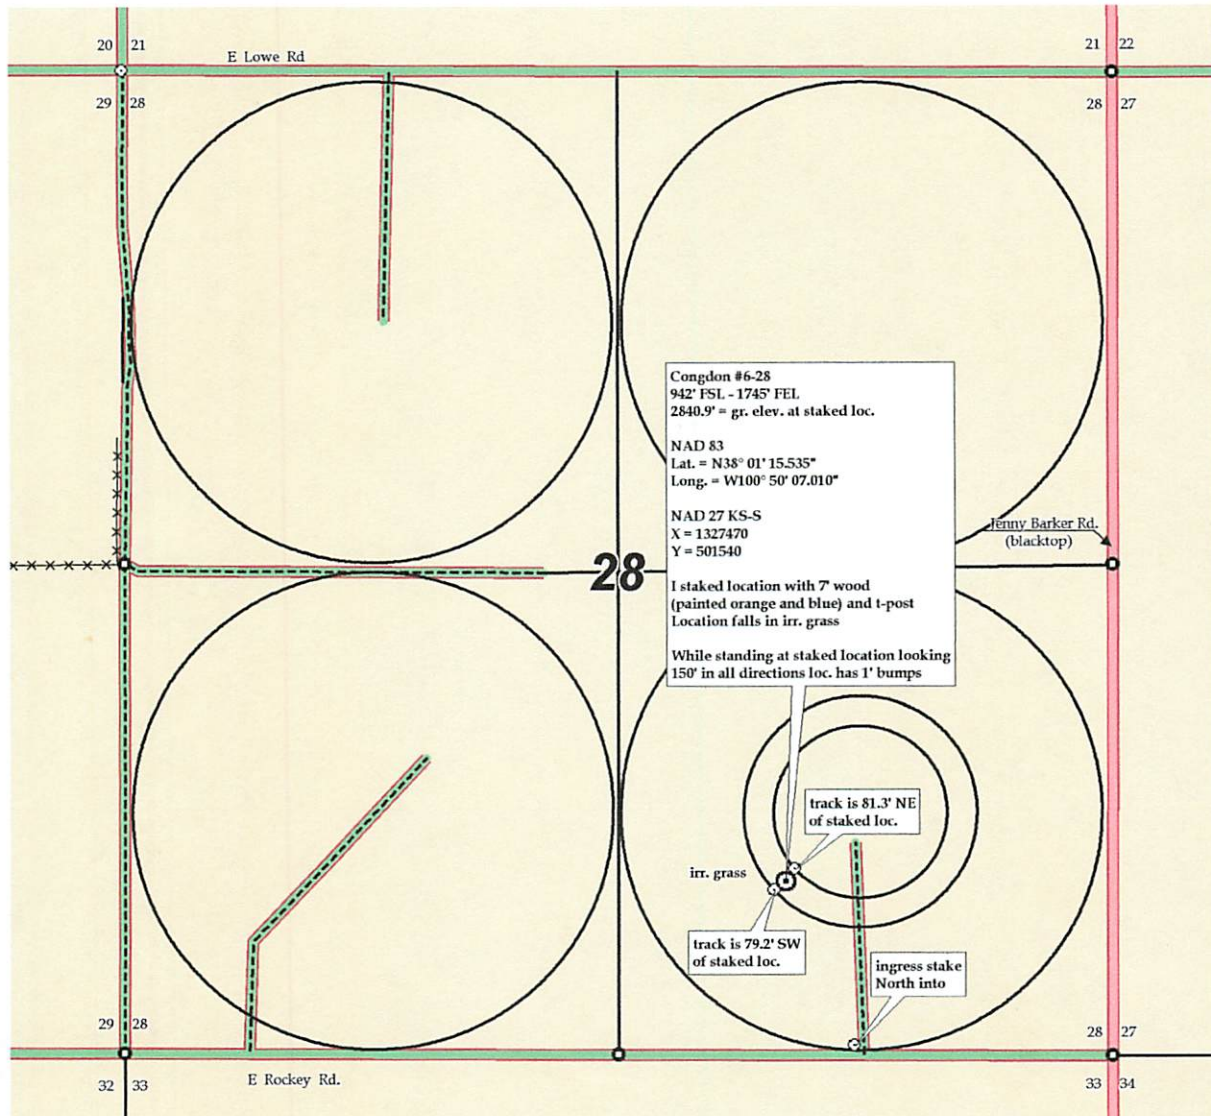 20 21
E Lowe Rd
21 22
29 28
28 27
Congdon #6-28
942' FSL - 1745' FEL
2840.9' = gr. elev. at staked loc.
NAD 83
Lat. = N38° 01' 15.535"
Long. = W100° 50' 07.010"
NAD 27 KS-S
X = 1327470
Y = 501540
I staked location with 7' wood
(painted orange and blue) and t-post
Location falls in irr. grass
While standing at staked location looking
150' in all directions loc. has 1' bumps
Jenny Barker Rd.
(blacktop)
28
track is 81.3' NE
of staked loc.
irr. grass
track is 79.2' SW
of staked loc.
ingress stake
North into
29 28
28 27
32 33
E Rockey Rd.
33 34